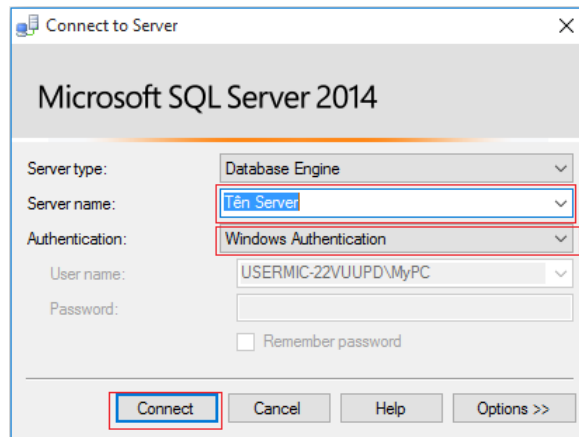 Connect to Server
Microsoft SQL Server 2014
Server type: Database Engine
Server name: Tên Server
Authentication: Windows Authentication
User name: USERMIC-22VUUPD\MyPC
Password:
Remember password
Connect Cancel Help Options >>